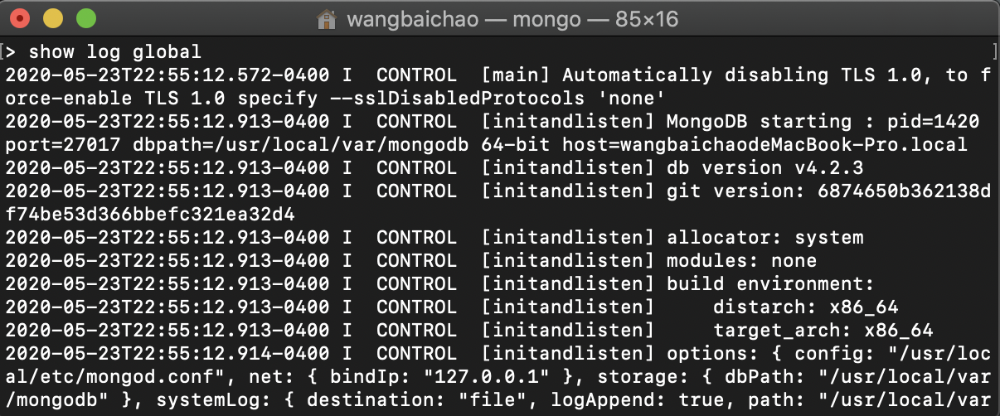 wangbaichao — mongo — 85×16
[> show log global ]
2020-05-23T22:55:12.572-0400 I  CONTROL  [main] Automatically disabling TLS 1.0, to f
orce-enable TLS 1.0 specify --sslDisabledProtocols 'none'
2020-05-23T22:55:12.913-0400 I  CONTROL  [initandlisten] MongoDB starting : pid=1420
port=27017 dbpath=/usr/local/var/mongodb 64-bit host=wangbaichaodeMacBook-Pro.local
2020-05-23T22:55:12.913-0400 I  CONTROL  [initandlisten] db version v4.2.3
2020-05-23T22:55:12.913-0400 I  CONTROL  [initandlisten] git version: 6874650b362138d
f74be53d366bbefc321ea32d4
2020-05-23T22:55:12.913-0400 I  CONTROL  [initandlisten] allocator: system
2020-05-23T22:55:12.913-0400 I  CONTROL  [initandlisten] modules: none
2020-05-23T22:55:12.913-0400 I  CONTROL  [initandlisten] build environment:
2020-05-23T22:55:12.913-0400 I  CONTROL  [initandlisten]     distarch: x86_64
2020-05-23T22:55:12.913-0400 I  CONTROL  [initandlisten]     target_arch: x86_64
2020-05-23T22:55:12.914-0400 I  CONTROL  [initandlisten] options: { config: "/usr/loc
al/etc/mongod.conf", net: { bindIp: "127.0.0.1" }, storage: { dbPath: "/usr/local/var
/mongodb" }, systemLog: { destination: "file", logAppend: true, path: "/usr/local/var